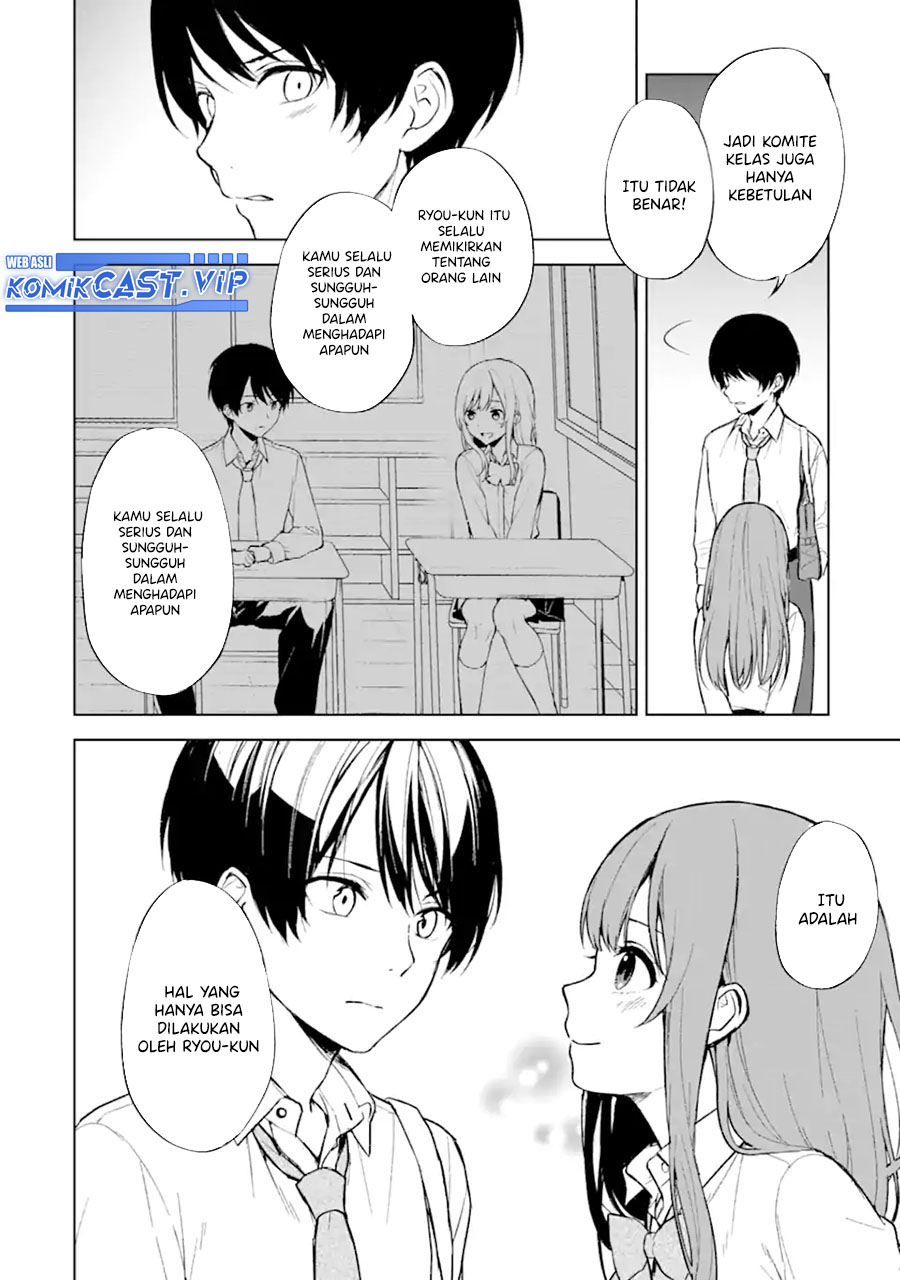 JADI KOMITE
KELAS JUGA
HANYA
KEBETULAN
ITU TIDAK
BENAR!
RYOU-KUN ITU
SELALU
MEMIKIRKAN
TENTANG
ORANG LAIN
KAMU SELALU
SERIUS DAN
SUNGGUH-
SUNGGUH
DALAM
MENGHADAPI
APAPUN
WEB ASLI
KOMIKCAST.VIP
KAMU SELALU
SERIUS DAN
SUNGGUH-
SUNGGUH
DALAM
MENGHADAPI
APAPUN
ITU
ADALAH
HAL YANG
HANYA BISA
DILAKUKAN
OLEH RYOU-KUN